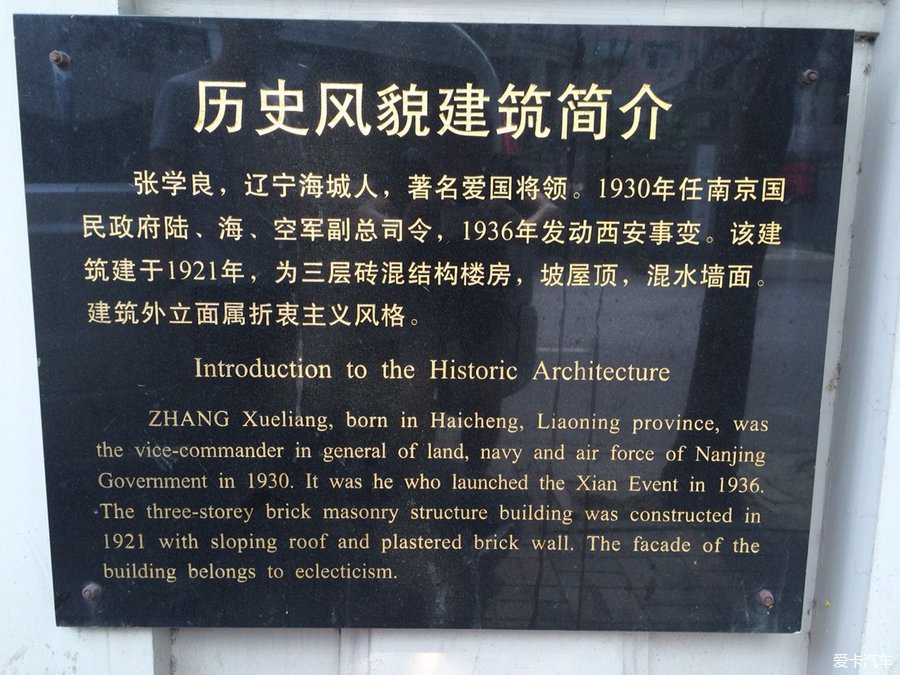 历史风貌建筑简介
张学良，辽宁海城人，著名爱国将领。1930年任南京国
民政府陆、海、空军副总司令，1936年发动西安事变。该建
筑建于1921年，为三层砖混结构楼房，坡屋顶，混水墙面。
建筑外立面属折衷主义风格。
Introduction to the Historic Architecture
ZHANG Xueliang, born in Haicheng, Liaoning province, was
the vice-commander in general of land, navy and air force of Nanjing
Government in 1930. It was he who launched the Xian Event in 1936.
The three-storey brick masonry structure building was constructed in
1921 with sloping roof and plastered brick wall. The facade of the
building belongs to eclecticism.
爱卡汽车